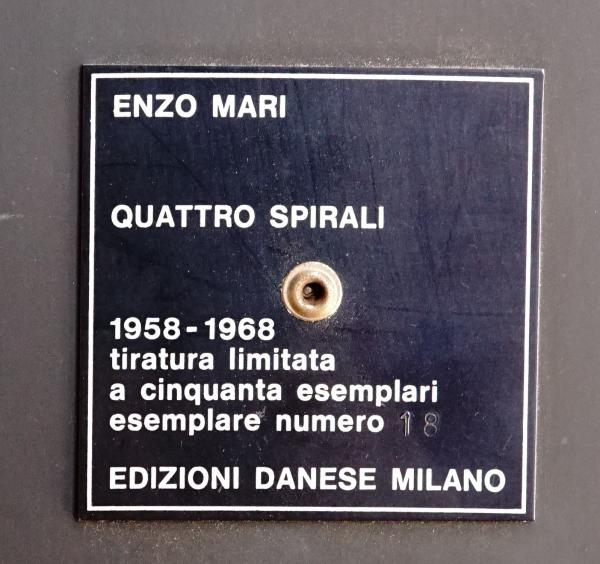 ENZO MARI
QUATTRO SPIRALI
1958-1968
tiratura limitata
a cinquanta esemplari
esemplare numero 18
EDIZIONI DANESE MILANO